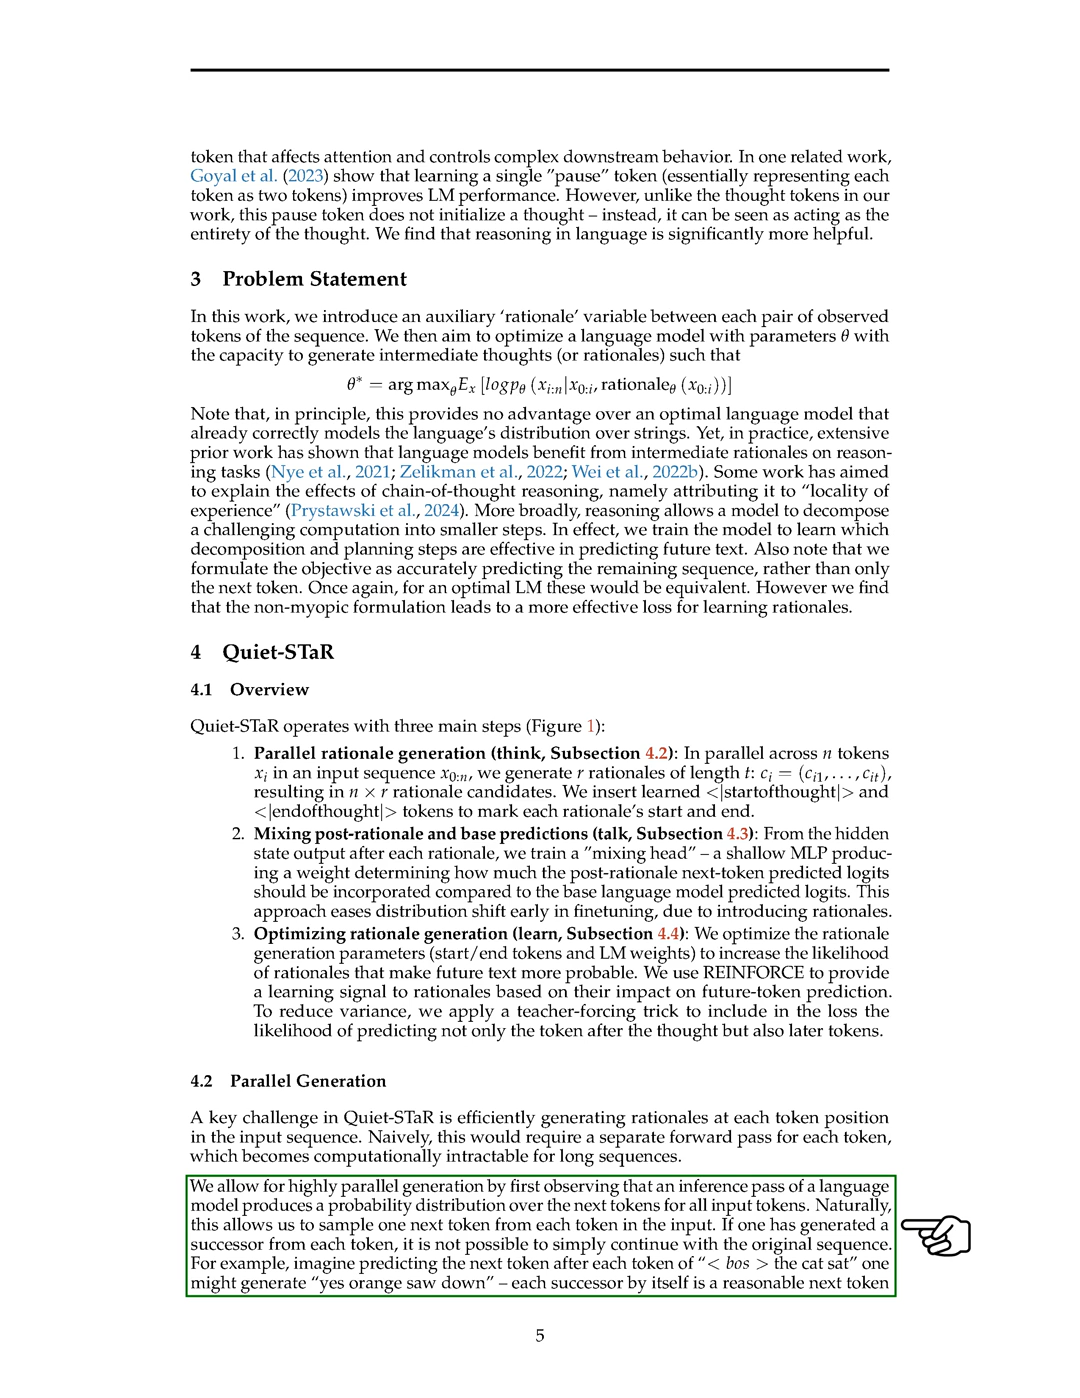 token that affects attention and controls complex downstream behavior. In one related work,
Goyal et al. (2023) show that learning a single ”pause” token (essentially representing each
token as two tokens) improves LM performance. However, unlike the thought tokens in our
work, this pause token does not initialize a thought – instead, it can be seen as acting as the
entirety of the thought. We find that reasoning in language is significantly more helpful.
3 Problem Statement
In this work, we introduce an auxiliary ‘rationale’ variable between each pair of observed
tokens of the sequence. We then aim to optimize a language model with parameters θ with
the capacity to generate intermediate thoughts (or rationales) such that
θ* = arg max_θ E_x [log p_θ (x_{i:n}|x_{0:i}, rationale_θ (x_{0:i}))]
Note that, in principle, this provides no advantage over an optimal language model that
already correctly models the language’s distribution over strings. Yet, in practice, extensive
prior work has shown that language models benefit from intermediate rationales on reason-
ing tasks (Nye et al., 2021; Zelikman et al., 2022; Wei et al., 2022b). Some work has aimed
to explain the effects of chain-of-thought reasoning, namely attributing it to “locality of
experience” (Prystawski et al., 2024). More broadly, reasoning allows a model to decompose
a challenging computation into smaller steps. In effect, we train the model to learn which
decomposition and planning steps are effective in predicting future text. Also note that we
formulate the objective as accurately predicting the remaining sequence, rather than only
the next token. Once again, for an optimal LM these would be equivalent. However we find
that the non-myopic formulation leads to a more effective loss for learning rationales.
4 Quiet-STaR
4.1 Overview
Quiet-STaR operates with three main steps (Figure 1):
1. Parallel rationale generation (think, Subsection 4.2): In parallel across n tokens
x_i in an input sequence x_{0:n}, we generate r rationales of length t: c_i = (c_{i1}, . . . , c_{it}),
resulting in n × r rationale candidates. We insert learned <|startofthought|> and
<|endofthought|> tokens to mark each rationale’s start and end.
2. Mixing post-rationale and base predictions (talk, Subsection 4.3): From the hidden
state output after each rationale, we train a ”mixing head” – a shallow MLP produc-
ing a weight determining how much the post-rationale next-token predicted logits
should be incorporated compared to the base language model predicted logits. This
approach eases distribution shift early in finetuning, due to introducing rationales.
3. Optimizing rationale generation (learn, Subsection 4.4): We optimize the rationale
generation parameters (start/end tokens and LM weights) to increase the likelihood
of rationales that make future text more probable. We use REINFORCE to provide
a learning signal to rationales based on their impact on future-token prediction.
To reduce variance, we apply a teacher-forcing trick to include in the loss the
likelihood of predicting not only the token after the thought but also later tokens.
4.2 Parallel Generation
A key challenge in Quiet-STaR is efficiently generating rationales at each token position
in the input sequence. Naively, this would require a separate forward pass for each token,
which becomes computationally intractable for long sequences.
We allow for highly parallel generation by first observing that an inference pass of a language
model produces a probability distribution over the next tokens for all input tokens. Naturally,
this allows us to sample one next token from each token in the input. If one has generated a
successor from each token, it is not possible to simply continue with the original sequence.
For example, imagine predicting the next token after each token of “< bos > the cat sat” one
might generate “yes orange saw down” – each successor by itself is a reasonable next token
5